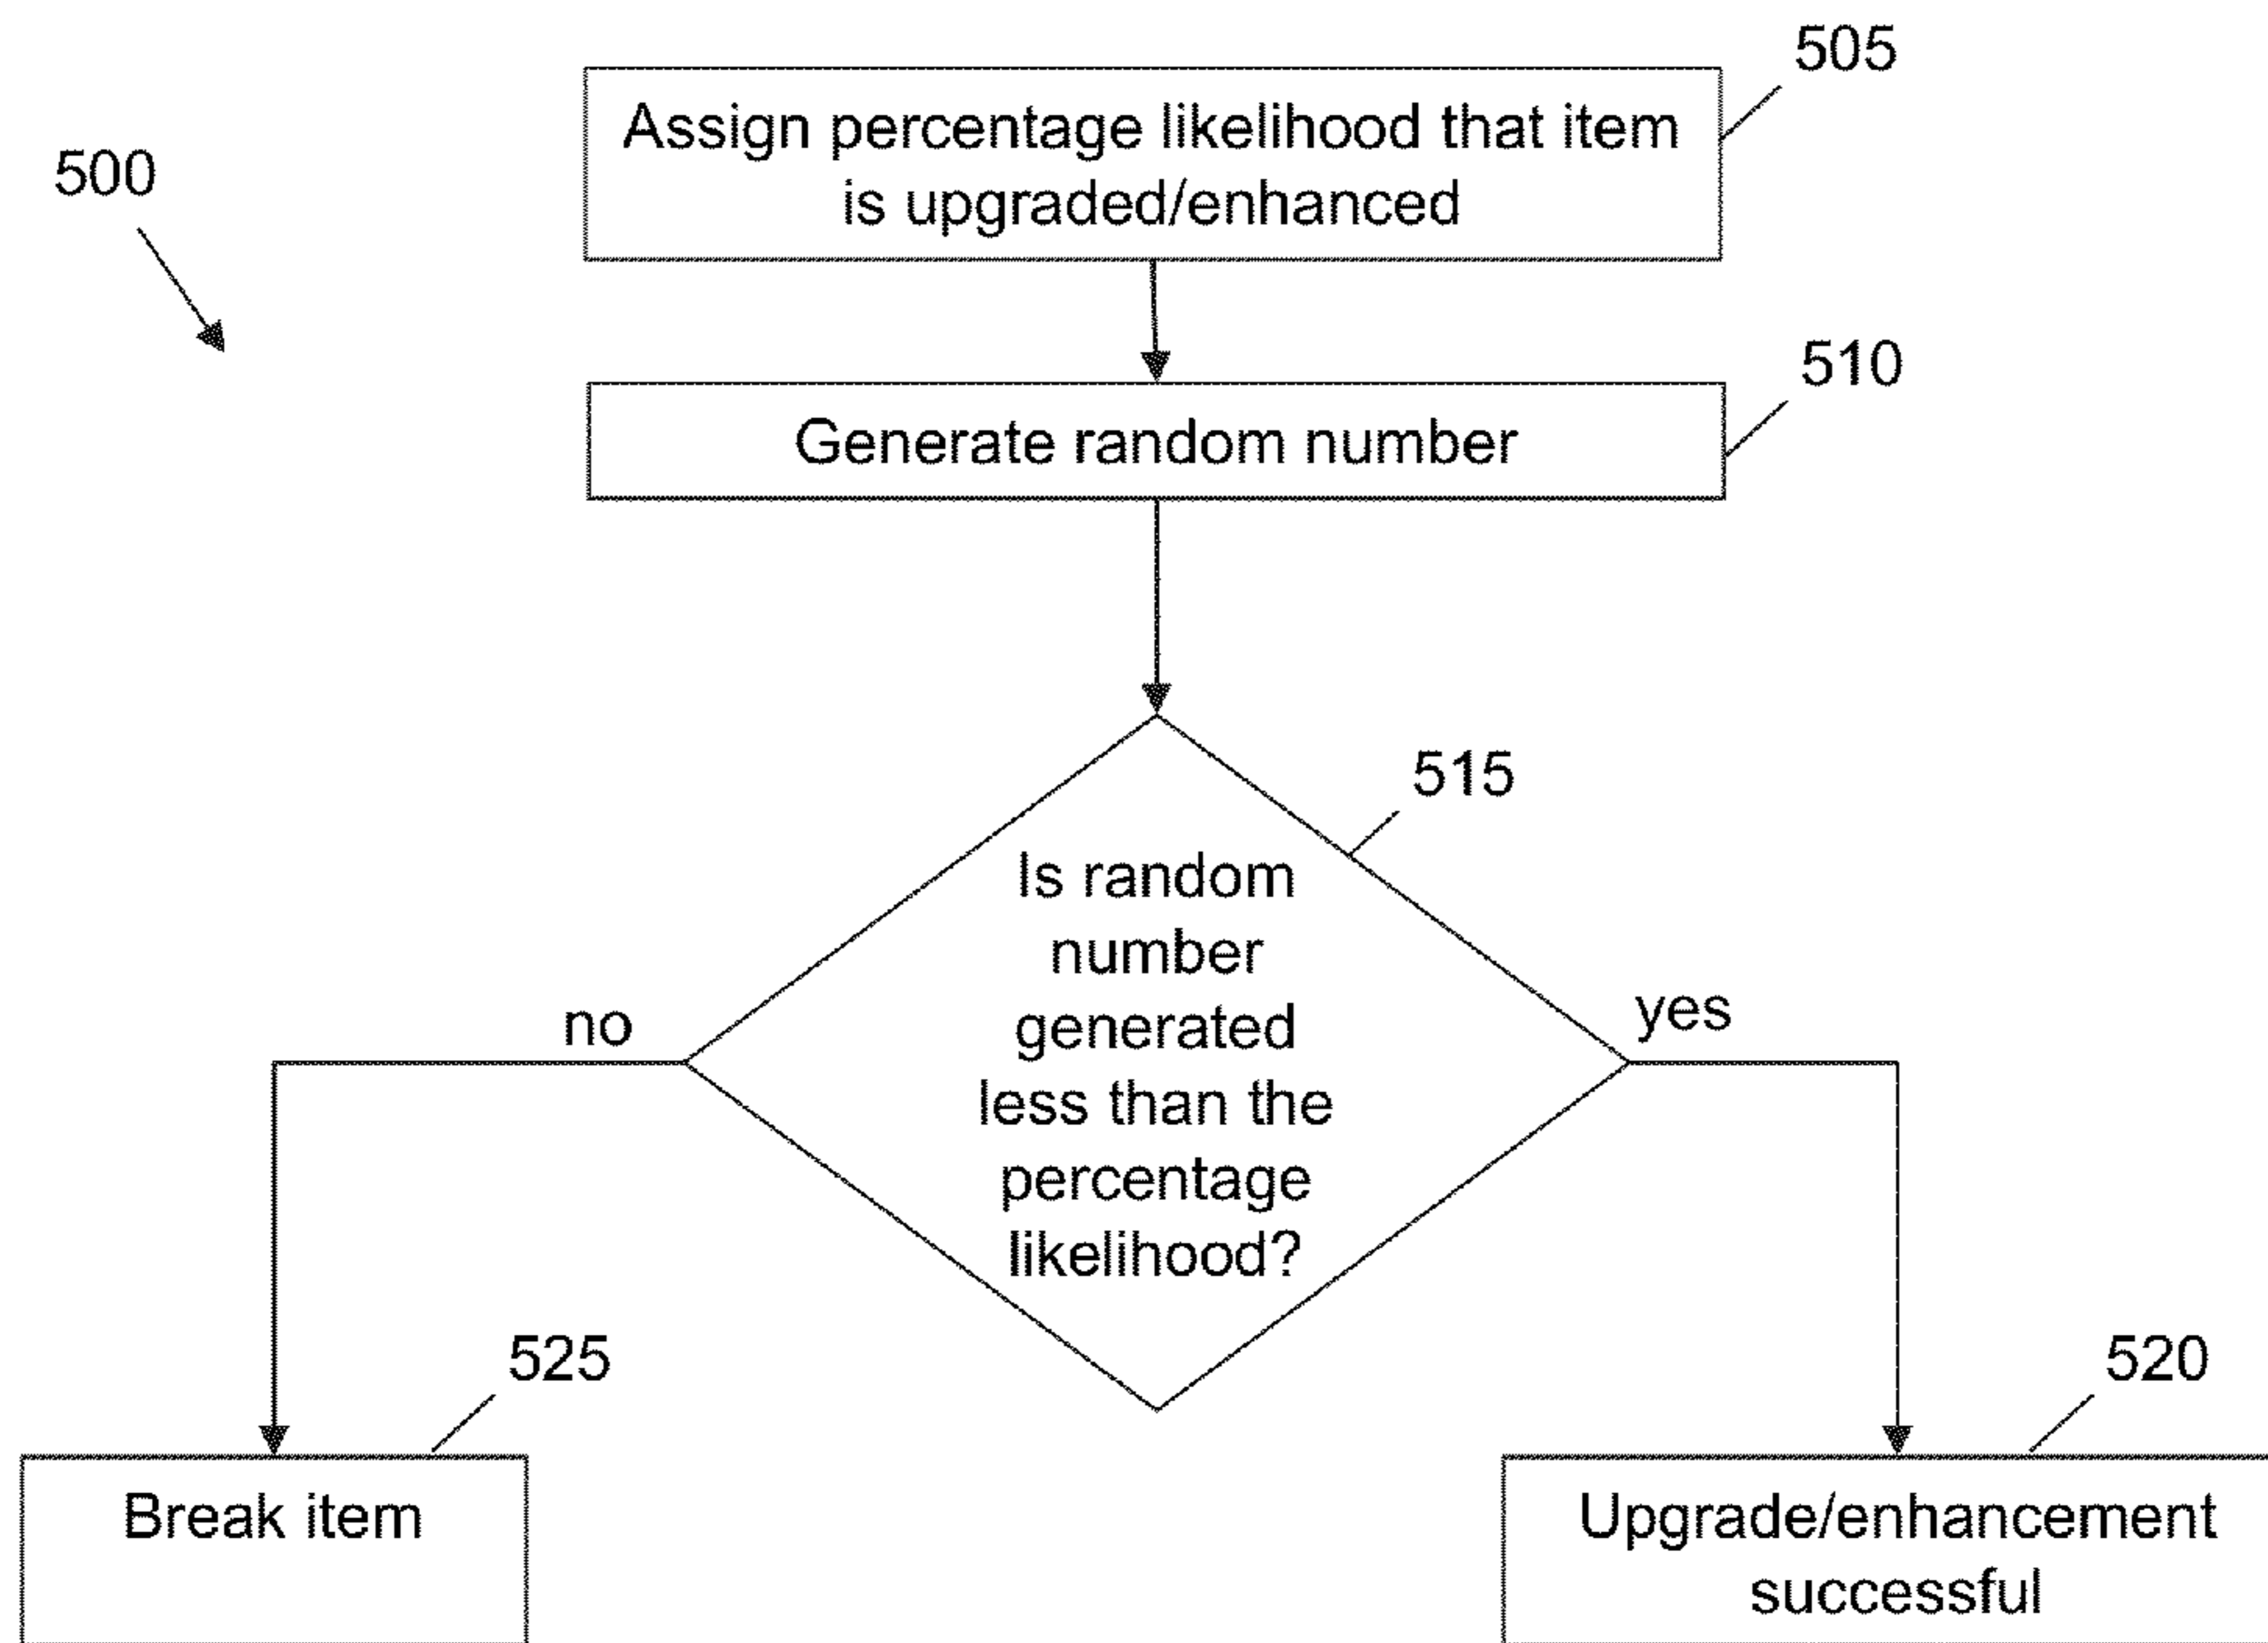 505
Assign percentage likelihood that item
is upgraded/enhanced
500
510
Generate random number
515
Is random
number
generated
less than the
percentage
likelihood?
no
yes
525
520
Break item
Upgrade/enhancement
successful